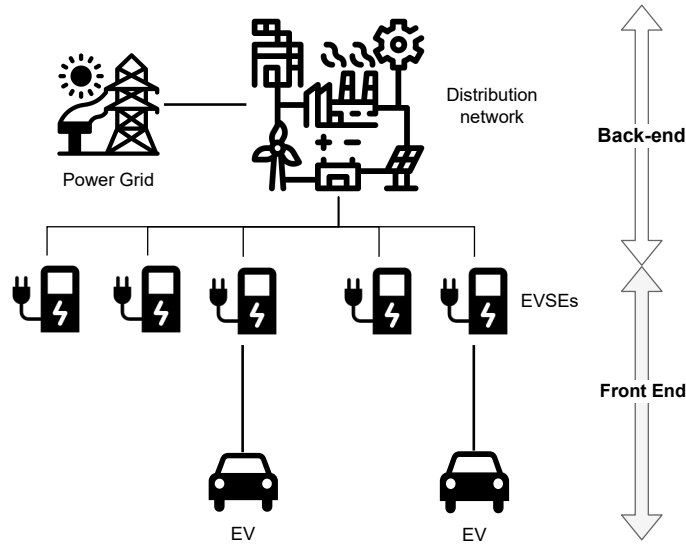 Distribution
network
Back-end
Power Grid
EVSEs
Front End
EV
EV